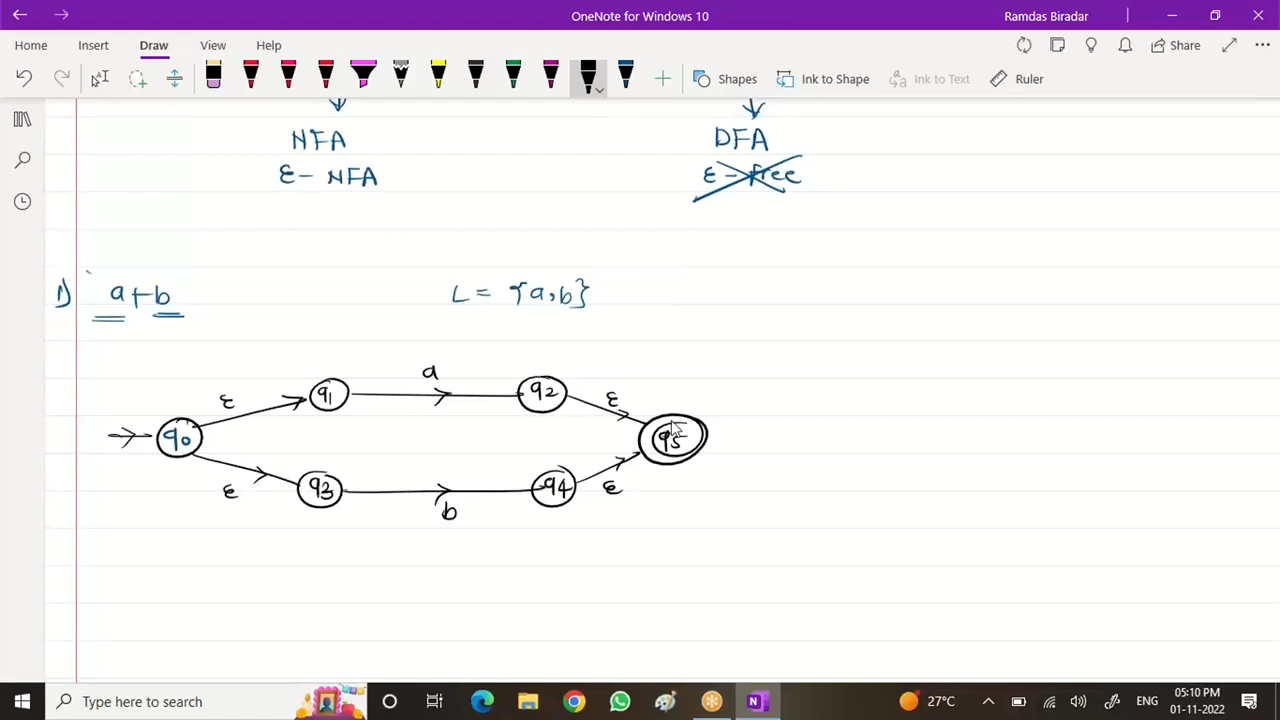 OneNote for Windows 10
Ramdas Biradar
Home Insert Draw View Help
Share
Shapes
Ink to Shape
Ink to Text
Ruler
NFA
DFA
ε - NFA
ε - free
1) a+b
L = {a,b}
a
ε
q1
q2
ε
q0
q5
ε
q3
q4
ε
b
Type here to search
27°C
ENG
05:10 PM
01-11-2022